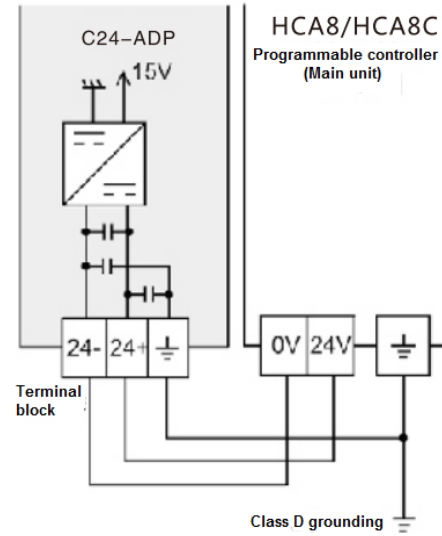 C24-ADP
15V
HCA8/HCA8C
Programmable controller
(Main unit)
24-
24+
Terminal
block
0V
24V
Class D grounding